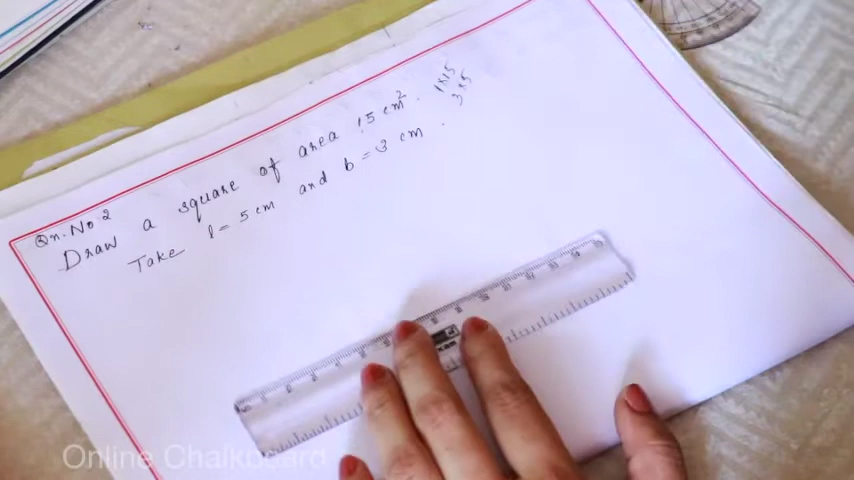 Qn. No 2
Draw a square of area 15 cm². 1×15
3×5
Take l = 5 cm and b = 3 cm.
Online Chalkboard